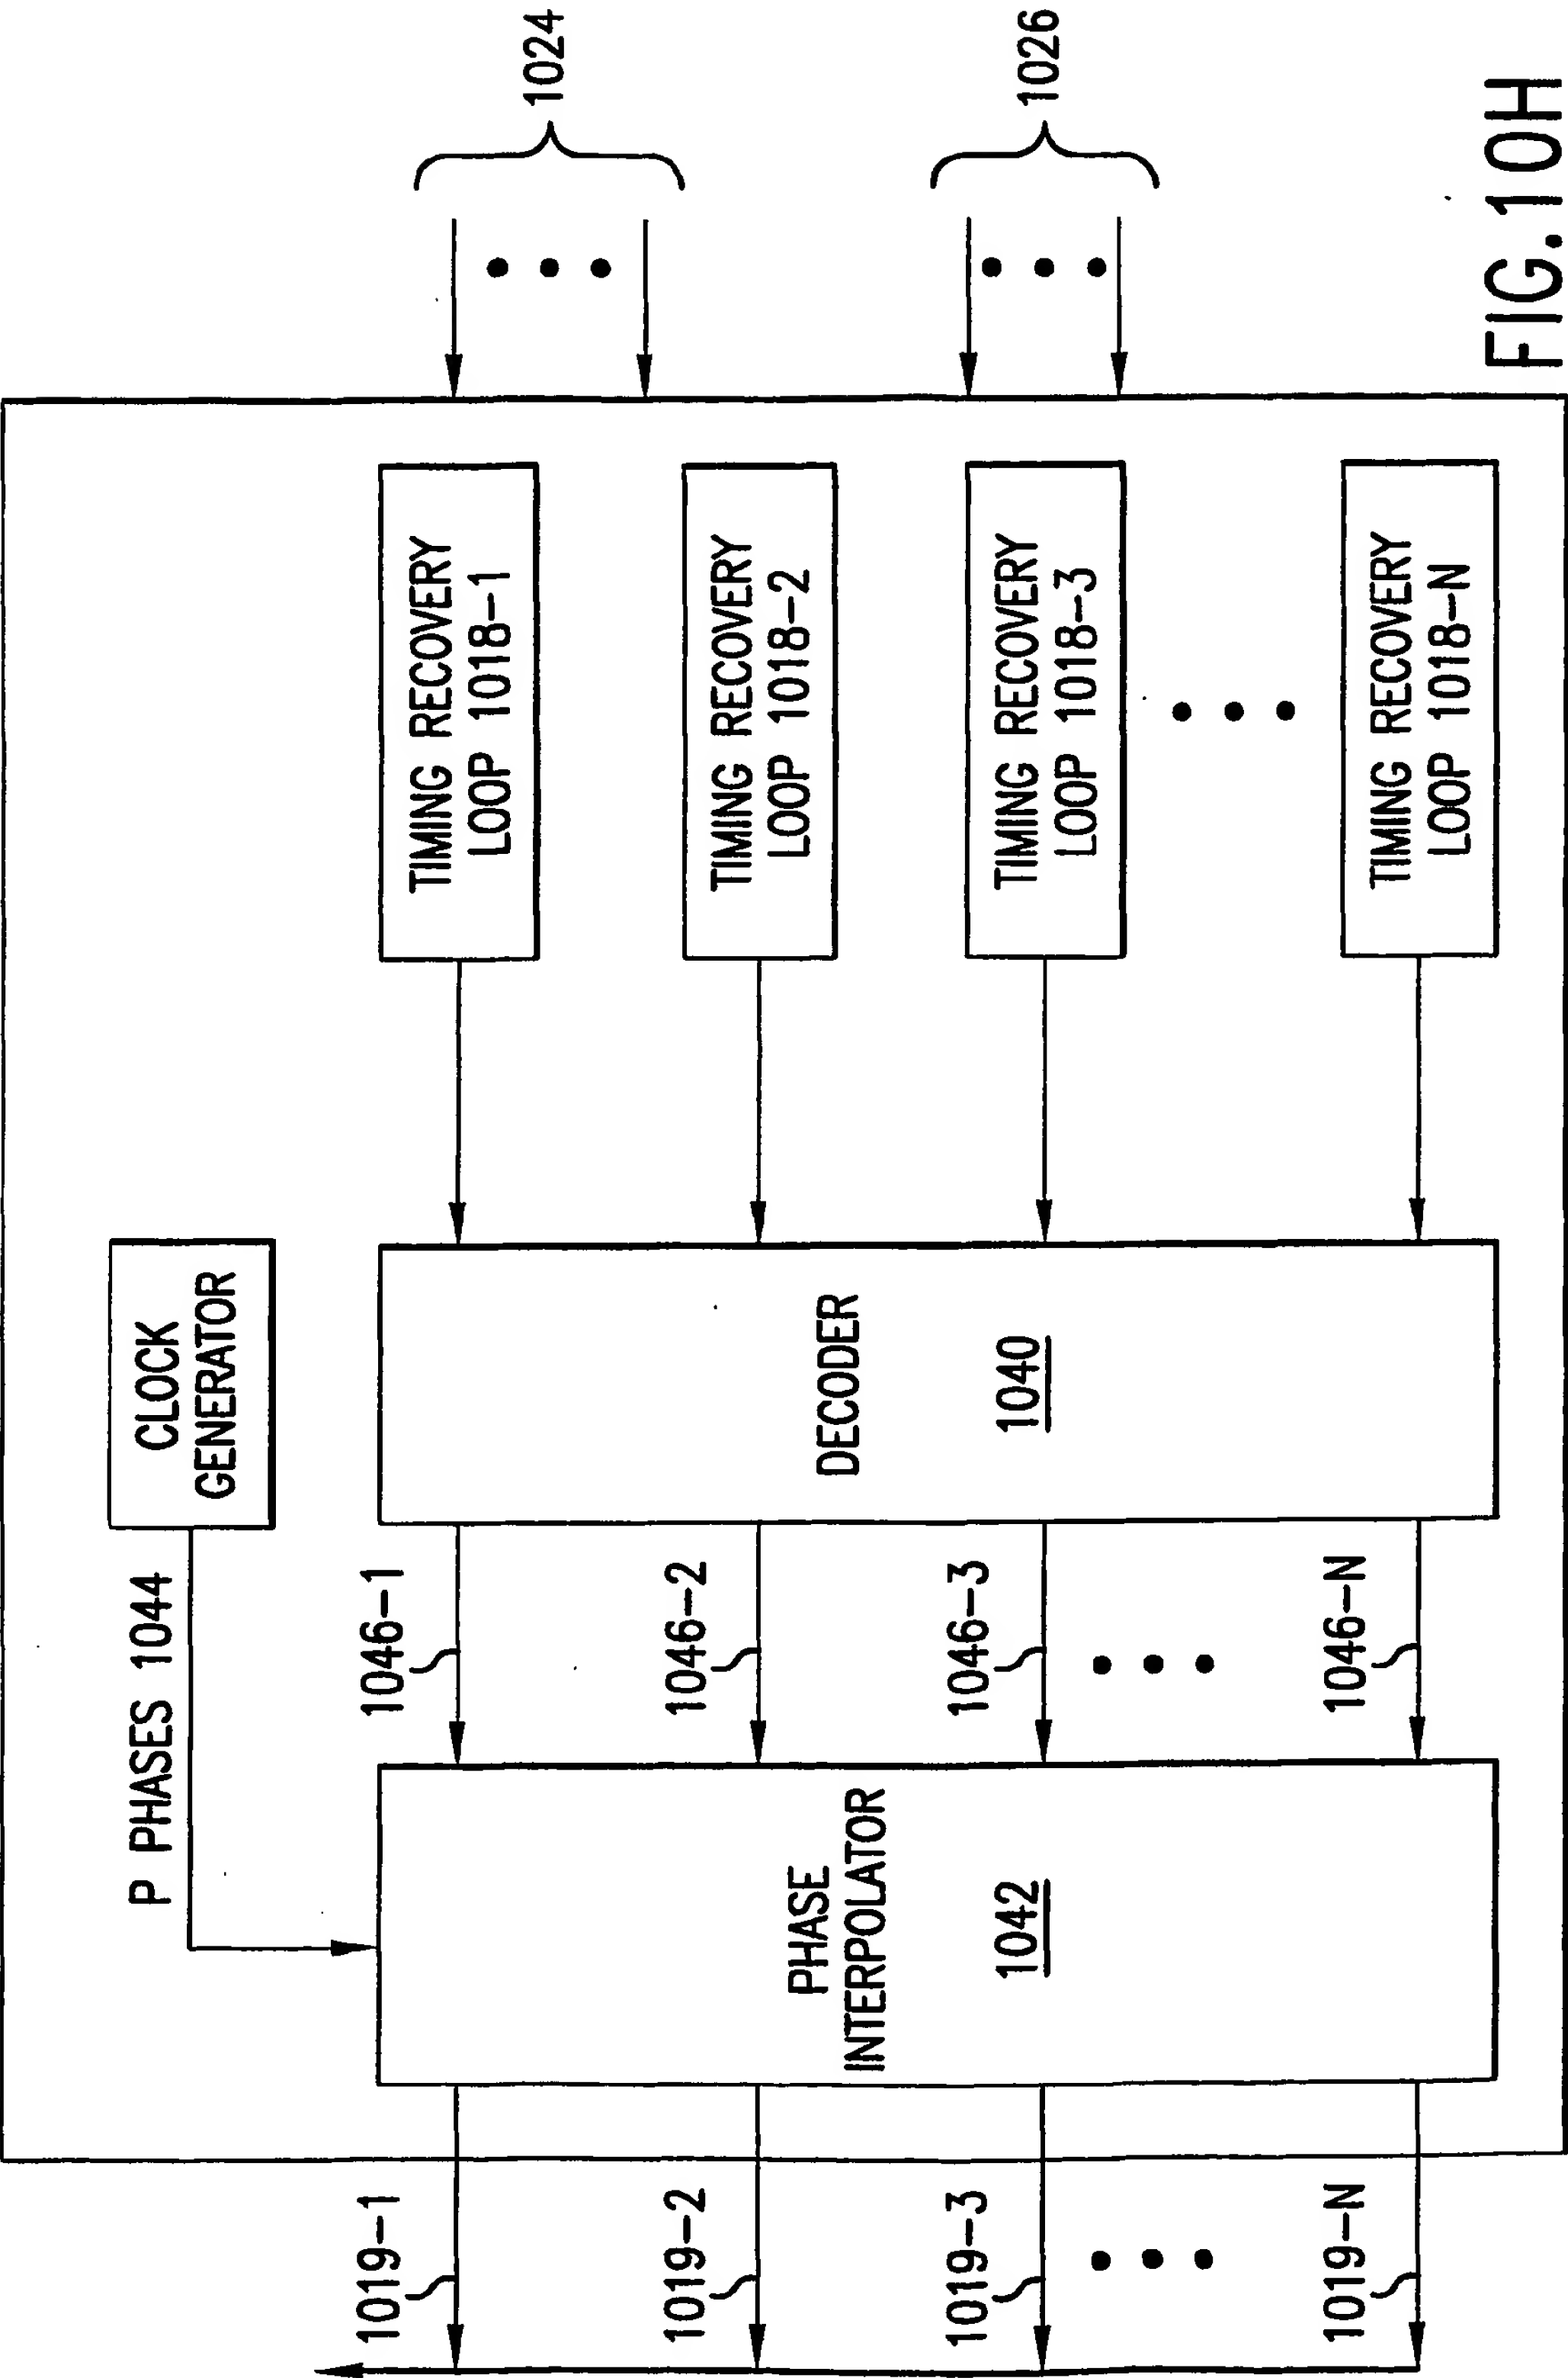 1024
1026
TIMING RECOVERY
LOOP 1018-1
TIMING RECOVERY
LOOP 1018-2
TIMING RECOVERY
LOOP 1018-3
TIMING RECOVERY
LOOP 1018-N
CLOCK
GENERATOR
DECODER
1040
P PHASES 1044
1046-1
1046-2
1046-3
1046-N
PHASE
INTERPOLATOR
1042
1019-1
1019-2
1019-3
1019-N
FIG.10H